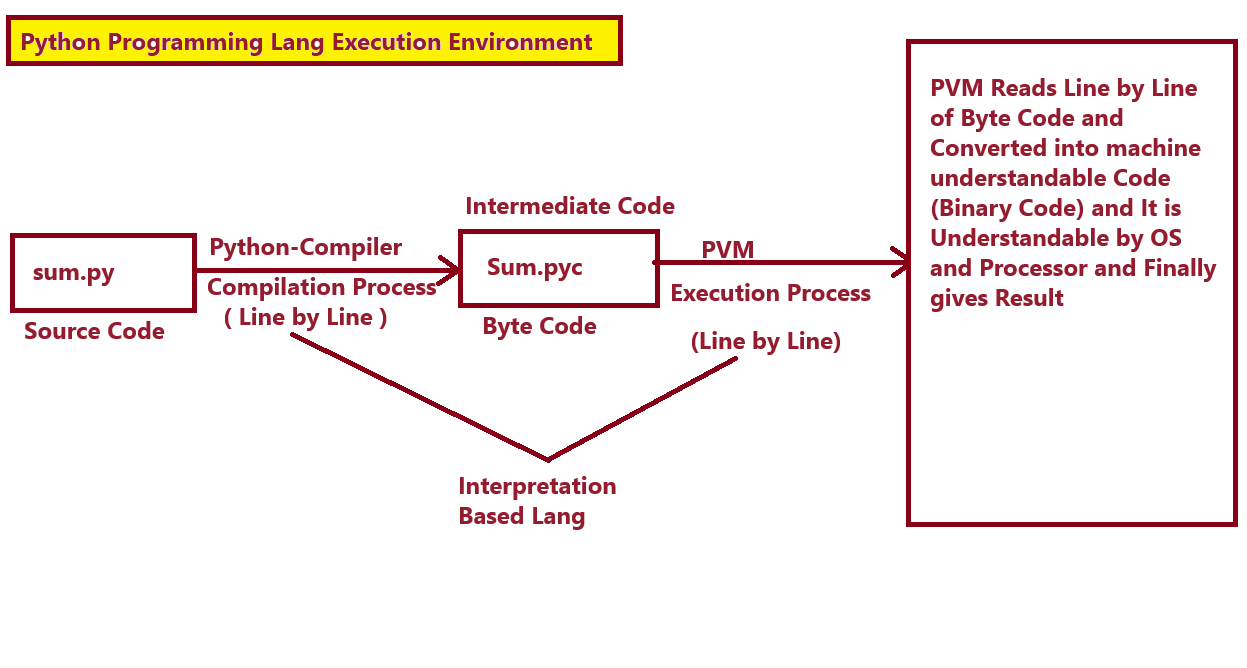 Python Programming Lang Execution Environment
sum.py
Source Code
Python-Compiler
Compilation Process
( Line by Line )
Intermediate Code
Sum.pyc
Byte Code
PVM
Execution Process
(Line by Line)
Interpretation
Based Lang
PVM Reads Line by Line
of Byte Code and
Converted into machine
understandable Code
(Binary Code) and It is
Understandable by OS
and Processor and Finally
gives Result